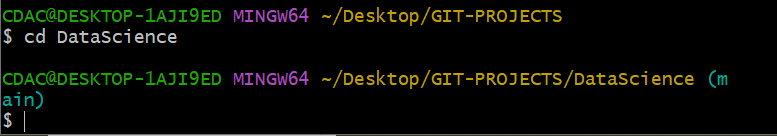 CDAC@DESKTOP-1AJI9ED MINGW64 ~/Desktop/GIT-PROJECTS
$ cd DataScience
CDAC@DESKTOP-1AJI9ED MINGW64 ~/Desktop/GIT-PROJECTS/DataScience (m
ain)
$